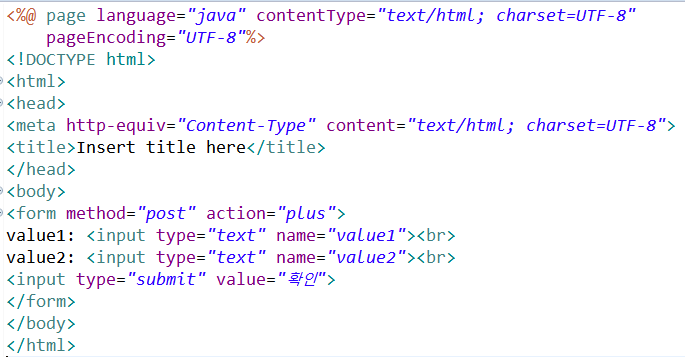 <%@ page language="java" contentType="text/html; charset=UTF-8"
    pageEncoding="UTF-8"%>
<!DOCTYPE html>
<html>
<head>
<meta http-equiv="Content-Type" content="text/html; charset=UTF-8">
<title>Insert title here</title>
</head>
<body>
<form method="post" action="plus">
value1: <input type="text" name="value1"><br>
value2: <input type="text" name="value2"><br>
<input type="submit" value="확인">
</form>
</body>
</html>